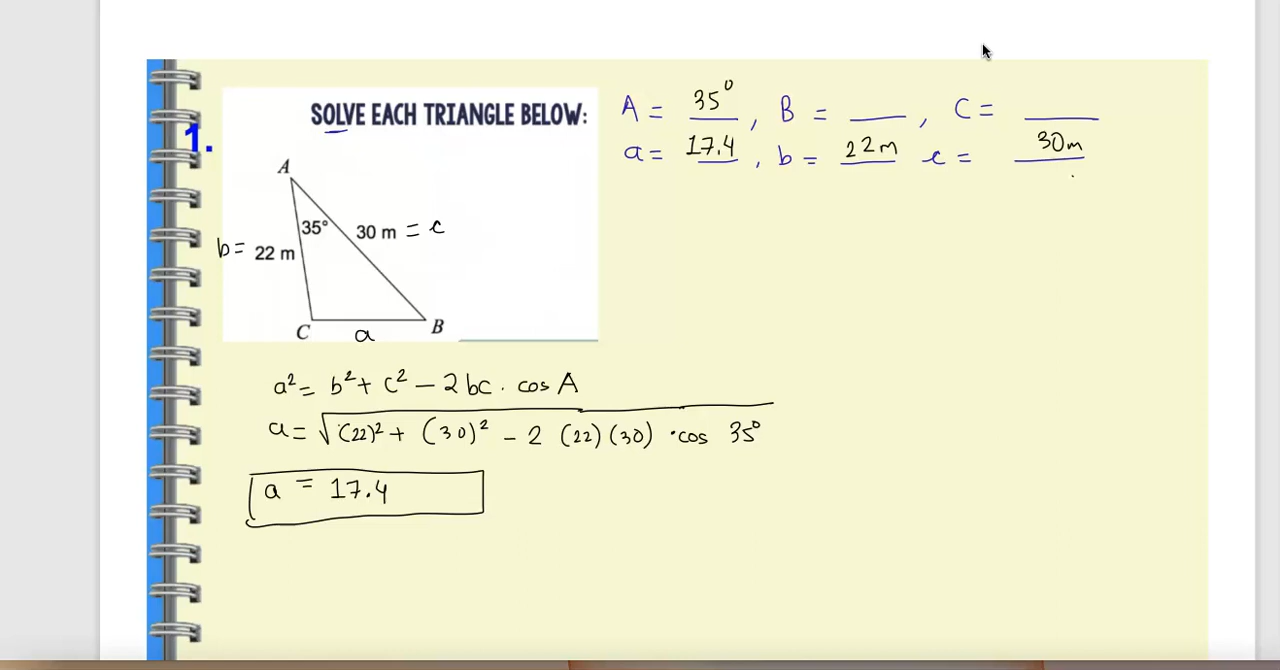 SOLVE EACH TRIANGLE BELOW:
A = 35° , B = ___ , C = ___
a = 17.4 , b = 22m c = 30m
1.
A
35°
30 m = c
b = 22 m
C
B
a
a² = b² + c² - 2bc · cos A
a = √(22)² + (30)² - 2 (22)(30) · cos 35°
a = 17.4